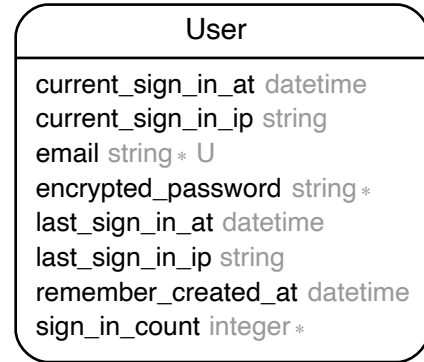 User
current_sign_in_at datetime
current_sign_in_ip string
email string* U
encrypted_password string*
last_sign_in_at datetime
last_sign_in_ip string
remember_created_at datetime
sign_in_count integer*